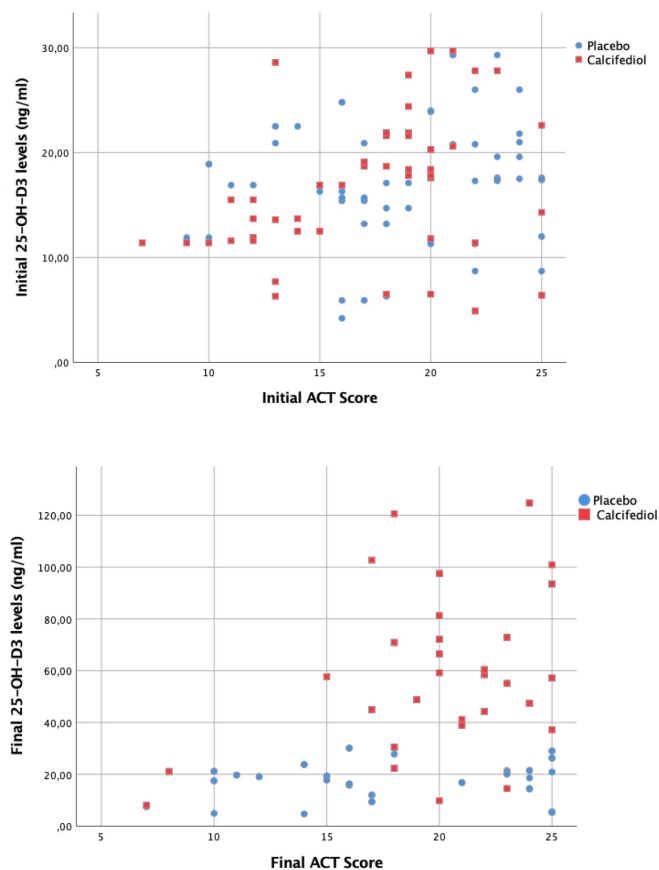 30,00
20,00
10,00
,00
Initial 25-OH-D3 levels (ng/ml)
5
10
15
20
25
Initial ACT Score
Placebo
Calcifediol
120,00
100,00
80,00
60,00
40,00
20,00
,00
Final 25-OH-D3 levels (ng/ml)
5
10
15
20
25
Final ACT Score
Placebo
Calcifediol